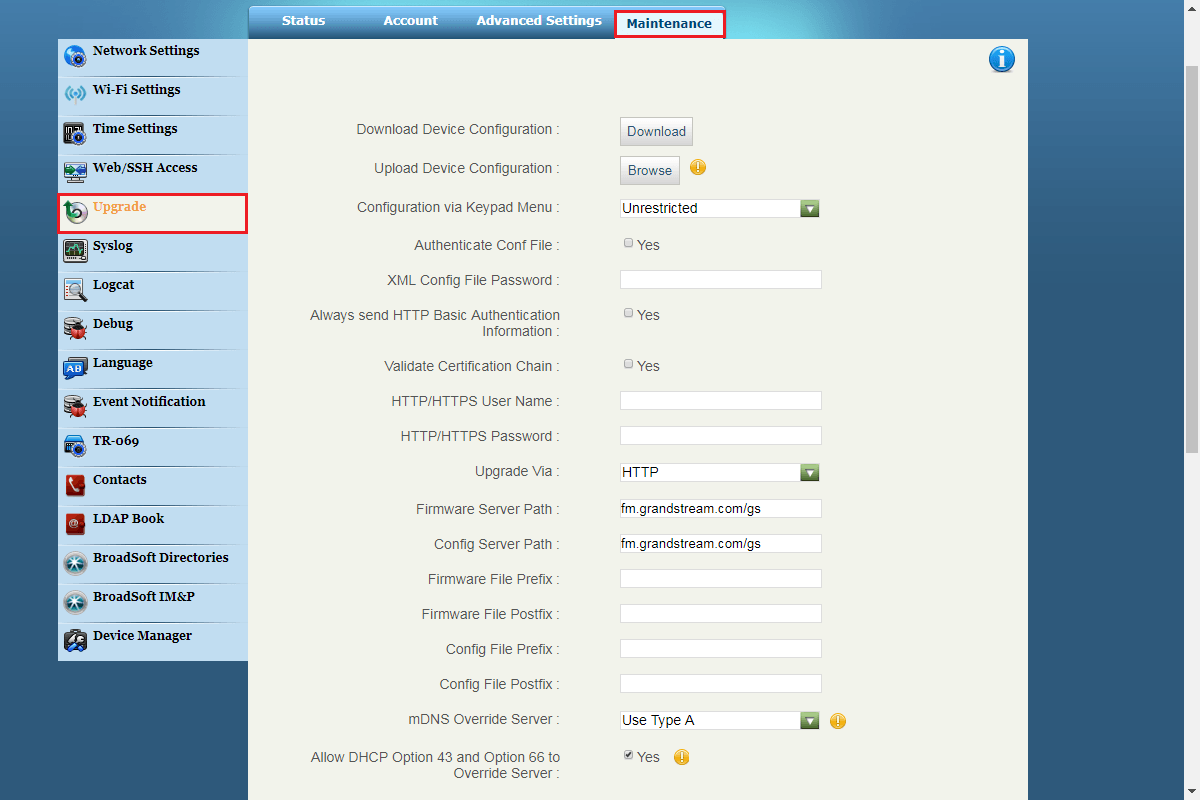 Status Account Advanced Settings Maintenance
Network Settings
Wi-Fi Settings
Time Settings
Web/SSH Access
Upgrade
Syslog
Logcat
Debug
Language
Event Notification
TR-069
Contacts
LDAP Book
BroadSoft Directories
BroadSoft IM&P
Device Manager
Download Device Configuration : Download
Upload Device Configuration : Browse
Configuration via Keypad Menu : Unrestricted
Authenticate Conf File : Yes
XML Config File Password :
Always send HTTP Basic Authentication
Information : Yes
Validate Certification Chain : Yes
HTTP/HTTPS User Name :
HTTP/HTTPS Password :
Upgrade Via : HTTP
Firmware Server Path : fm.grandstream.com/gs
Config Server Path : fm.grandstream.com/gs
Firmware File Prefix :
Firmware File Postfix :
Config File Prefix :
Config File Postfix :
mDNS Override Server : Use Type A
Allow DHCP Option 43 and Option 66 to
Override Server : Yes